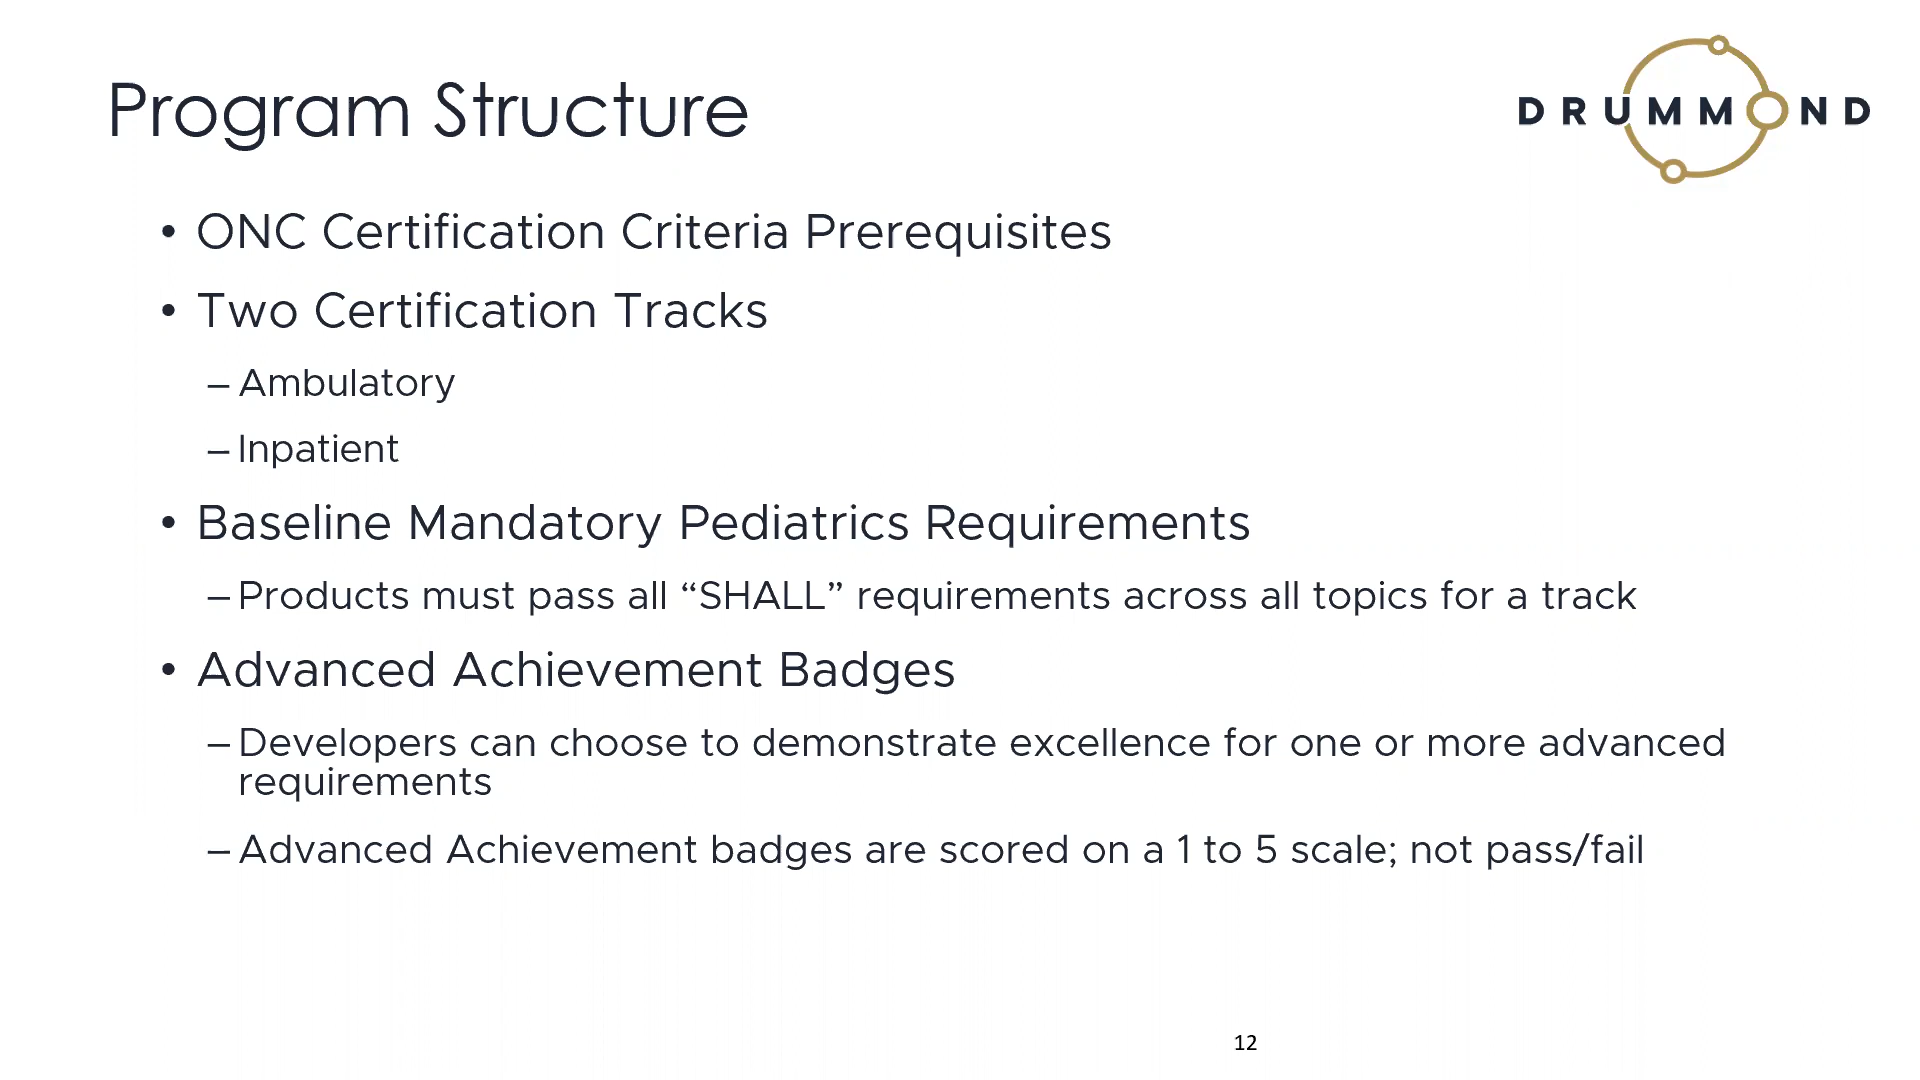 Program Structure
DRUMMOND
• ONC Certification Criteria Prerequisites
• Two Certification Tracks
– Ambulatory
– Inpatient
• Baseline Mandatory Pediatrics Requirements
– Products must pass all “SHALL” requirements across all topics for a track
• Advanced Achievement Badges
– Developers can choose to demonstrate excellence for one or more advanced
requirements
– Advanced Achievement badges are scored on a 1 to 5 scale; not pass/fail
12